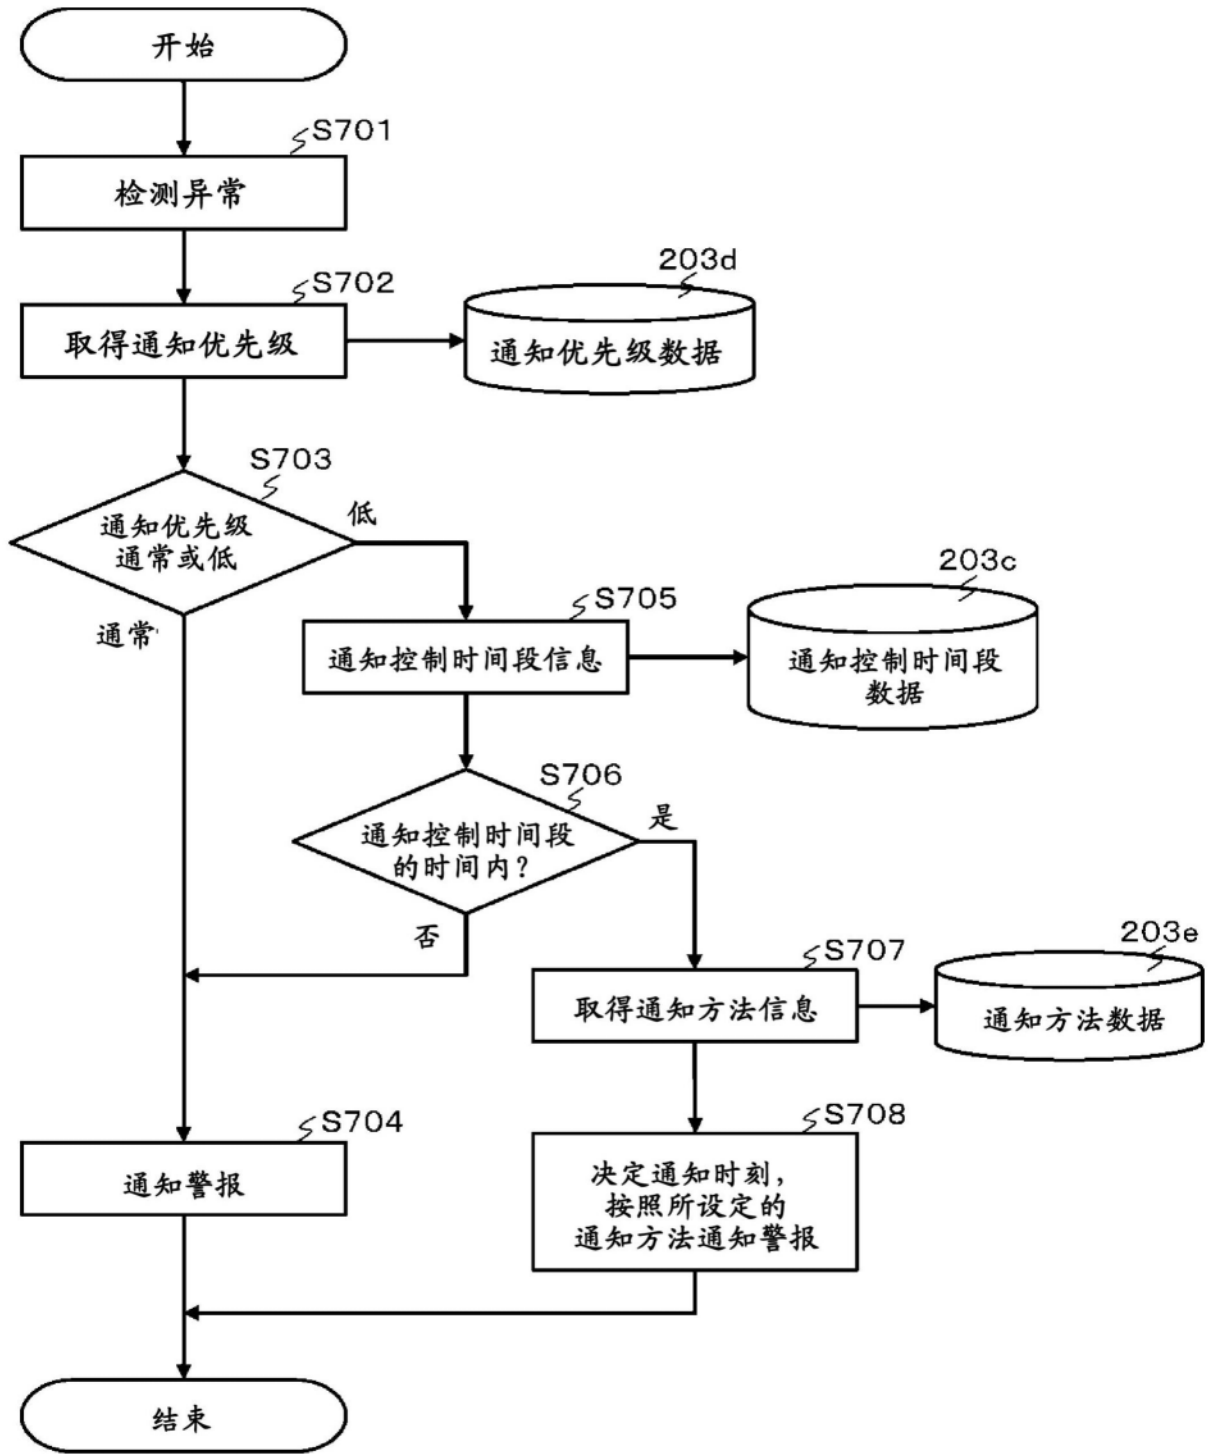 开始
S701
检测异常
S702
取得通知优先级
203d
通知优先级数据
S703
通知优先级
通常或低
低
通常
S705
通知控制时间段信息
203c
通知控制时间段
数据
S706
通知控制时间段
的时间内?
是
否
S707
取得通知方法信息
203e
通知方法数据
S704
通知警报
S708
决定通知时刻,
按照所设定的
通知方法通知警报
结束